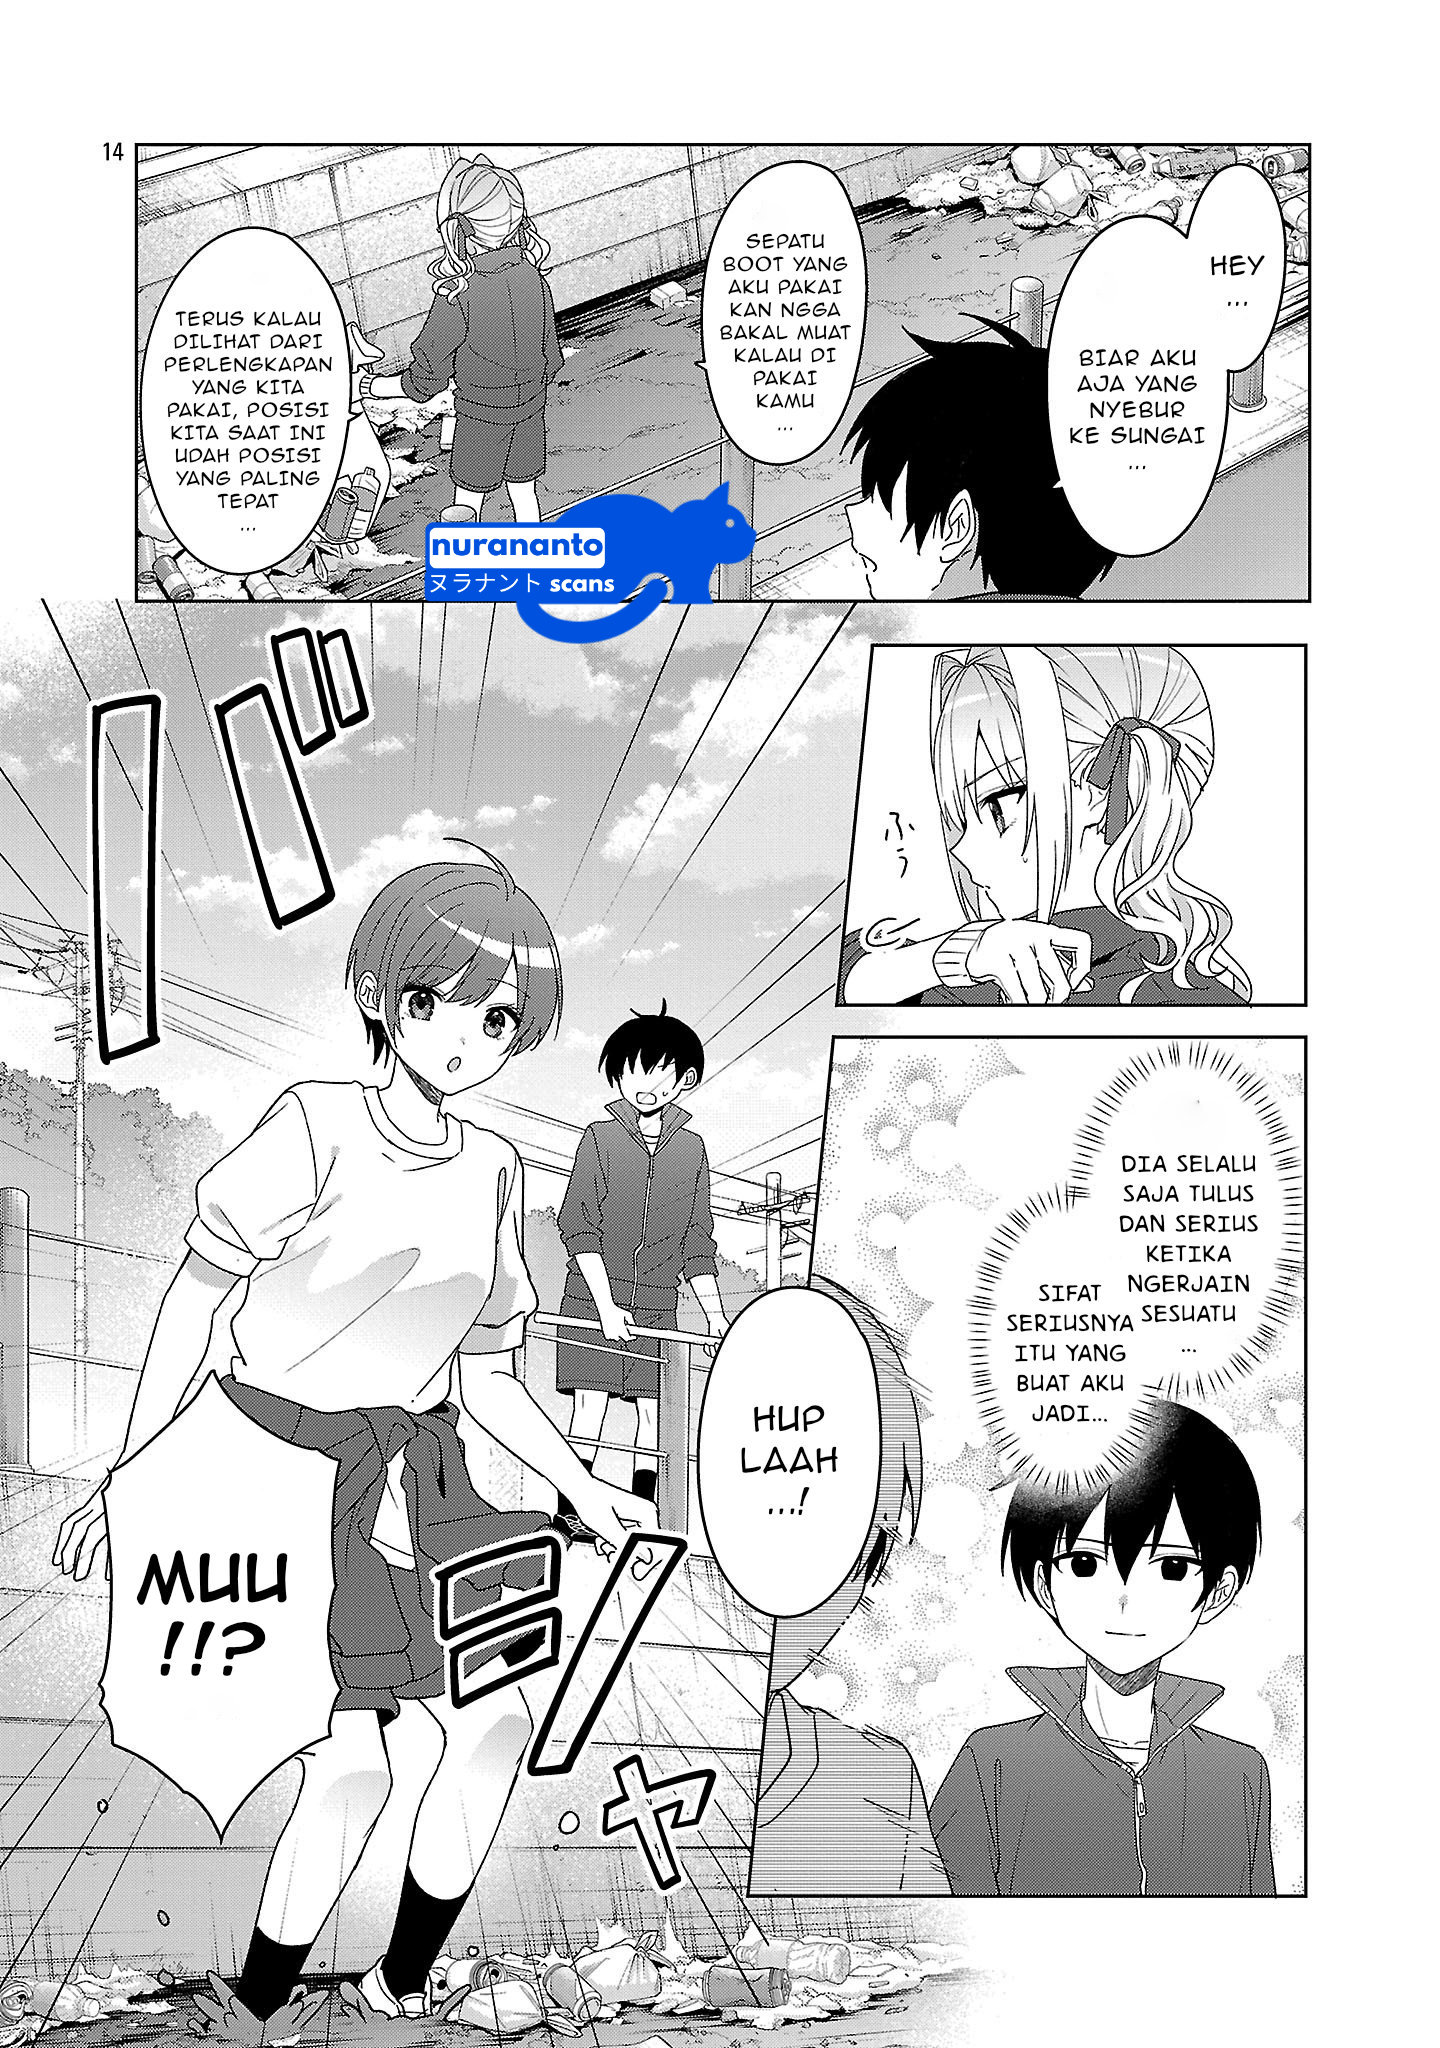 14
HEY
...
BIAR AKU
AJA YANG
NYEBUR
KE SUNGAI
...
SEPATU
BOOT YANG
AKU PAKAI
KAN NGGA
BAKAL MUAT
KALAU DI
PAKAI
KAMU
...
TERUS KALAU
DILIHAT DARI
PERLENGKAPAN
YANG KITA
PAKAI, POSISI
KITA SAAT INI
UDAH POSISI
YANG PALING
TEPAT
...
nurananto
ヌラナント scans
ふぅ
DIA SELALU
SAJA TULUS
DAN SERIUS
KETIKA
NGERJAIN
SESUATU
...
SIFAT
SERIUSNYA
ITU YANG
BUAT AKU
JADI...
HUP
LAAH
...!
MUU
!!?